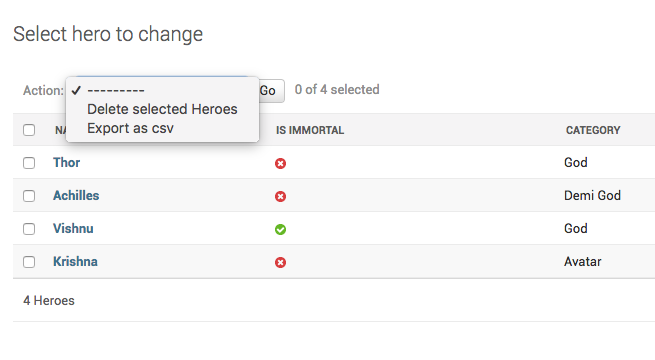 Select hero to change
Action:
✓ ---------
Delete selected Heroes
Export as csv
Go 0 of 4 selected
IS IMMORTAL CATEGORY
Thor God
Achilles Demi God
Vishnu God
Krishna Avatar
4 Heroes